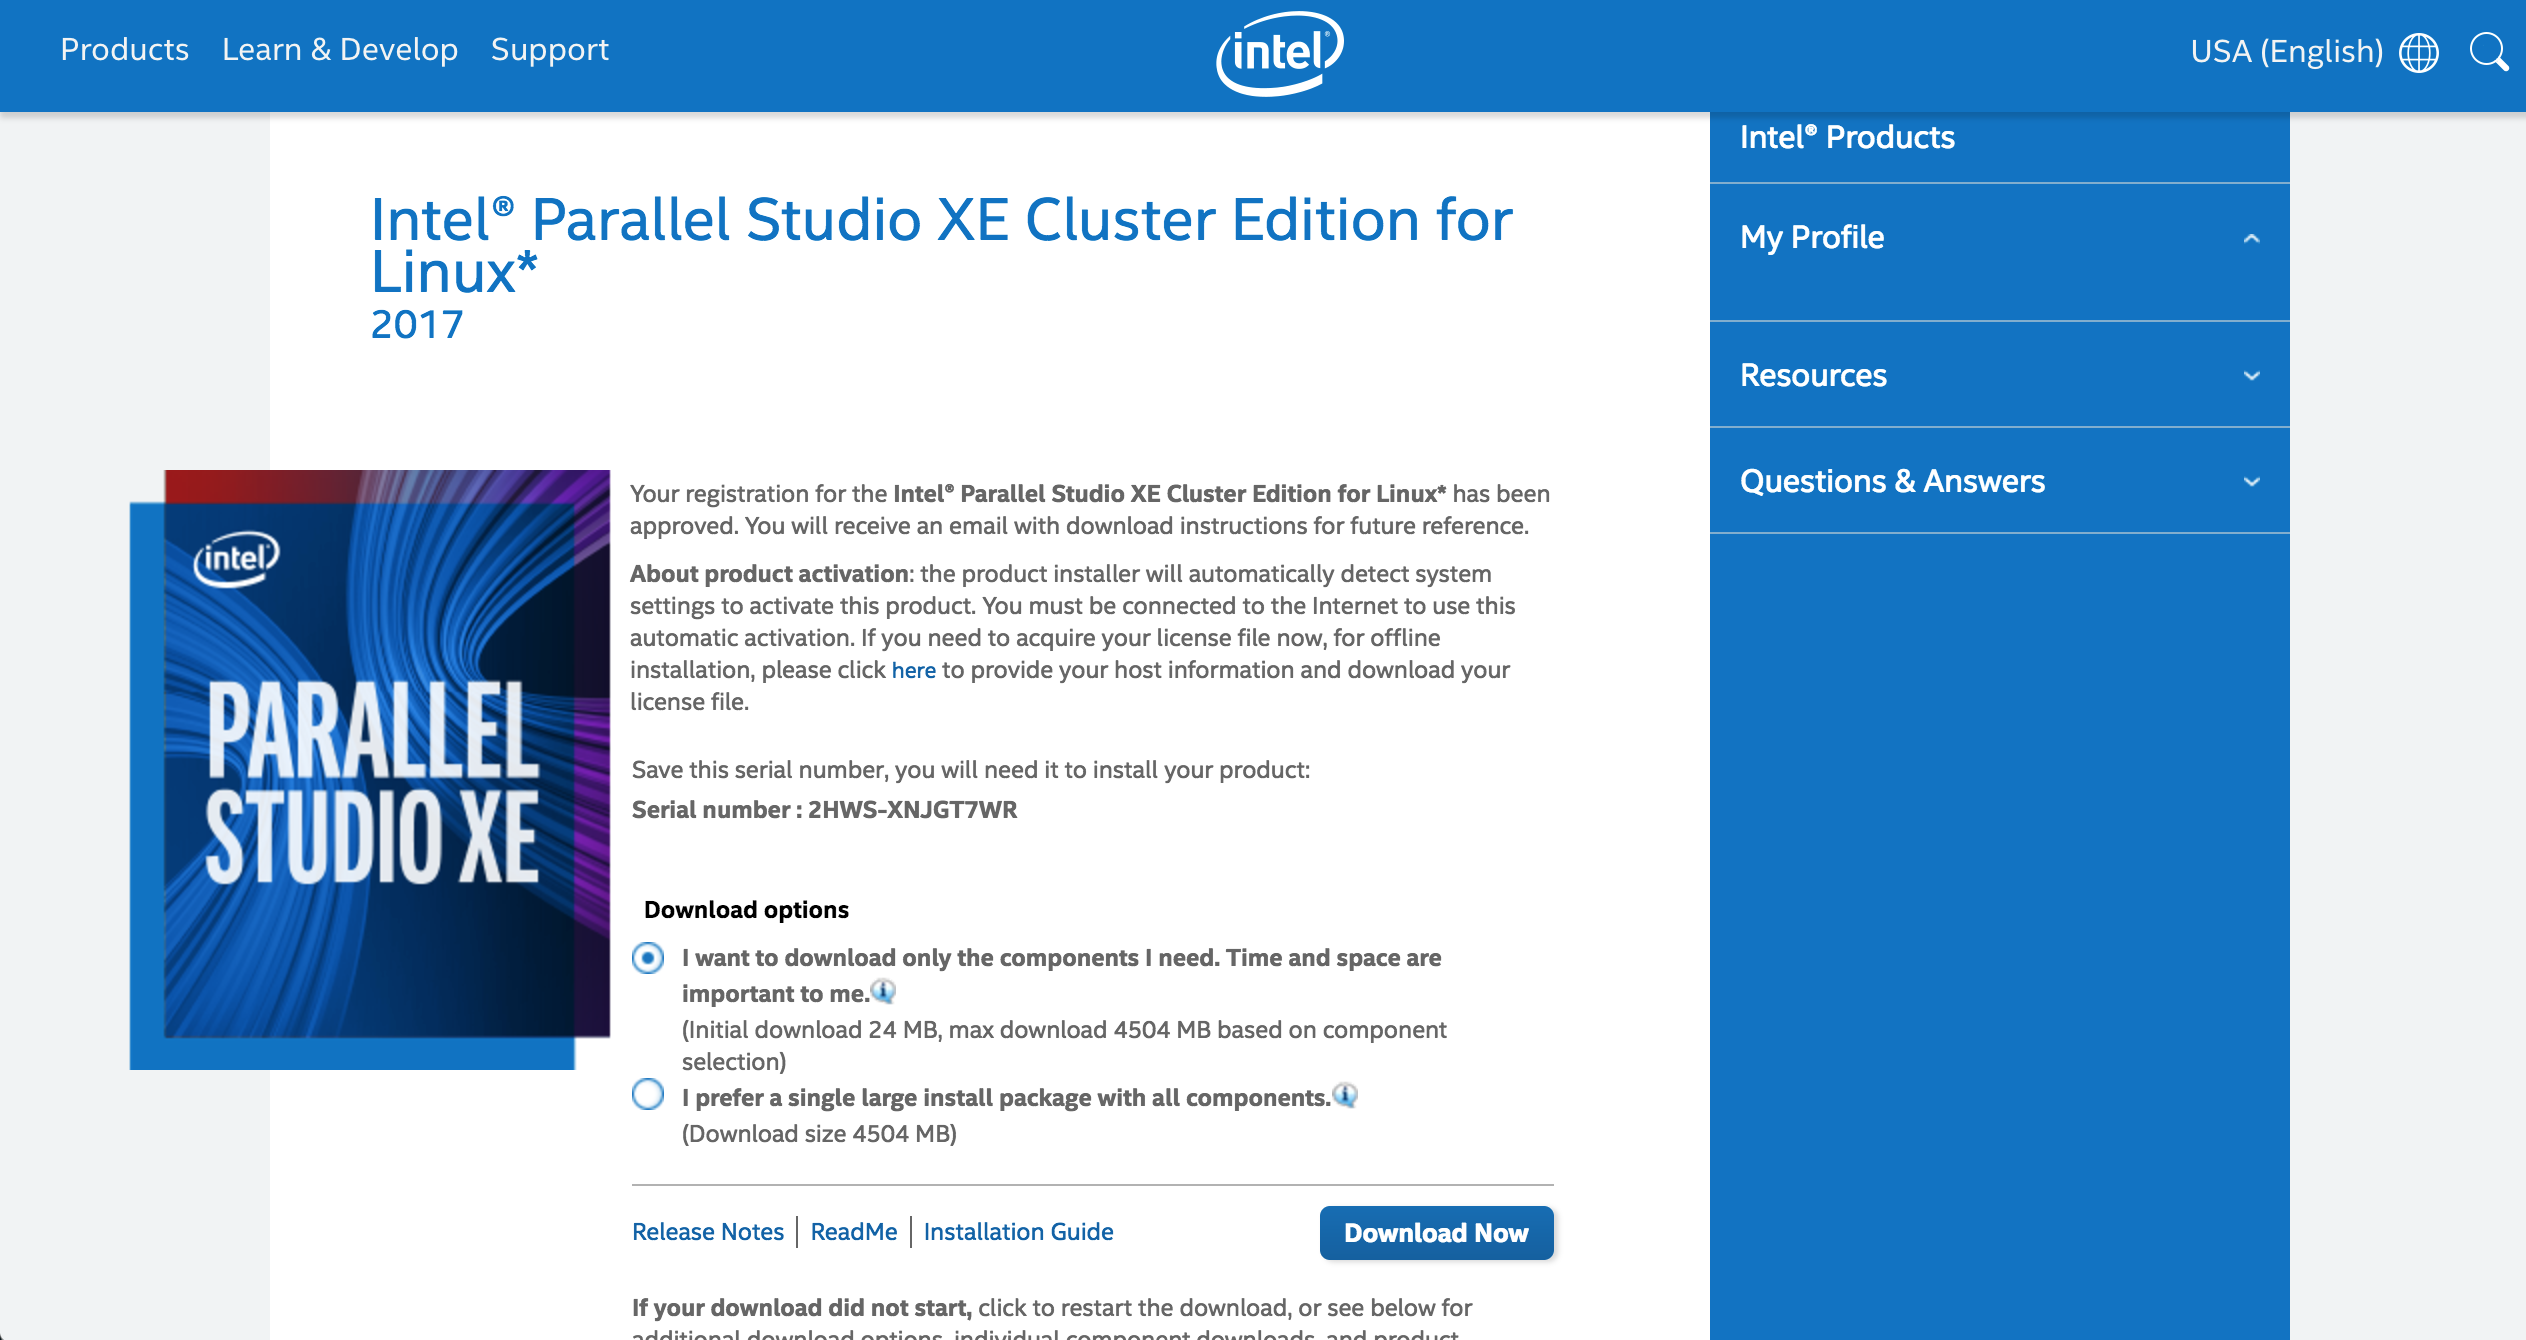 Products Learn & Develop Support
intel®
USA (English)
Intel® Products
My Profile
Resources
Questions & Answers
Intel® Parallel Studio XE Cluster Edition for
Linux*
2017
intel
PARALLEL
STUDIO XE
Your registration for the Intel® Parallel Studio XE Cluster Edition for Linux* has been
approved. You will receive an email with download instructions for future reference.
About product activation: the product installer will automatically detect system
settings to activate this product. You must be connected to the Internet to use this
automatic activation. If you need to acquire your license file now, for offline
installation, please click here to provide your host information and download your
license file.
Save this serial number, you will need it to install your product:
Serial number : 2HWS-XNJGT7WR
Download options
I want to download only the components I need. Time and space are
important to me.
(Initial download 24 MB, max download 4504 MB based on component
selection)
I prefer a single large install package with all components.
(Download size 4504 MB)
Release Notes | ReadMe | Installation Guide
Download Now
If your download did not start, click to restart the download, or see below for
additional download options, individual component downloads, and product